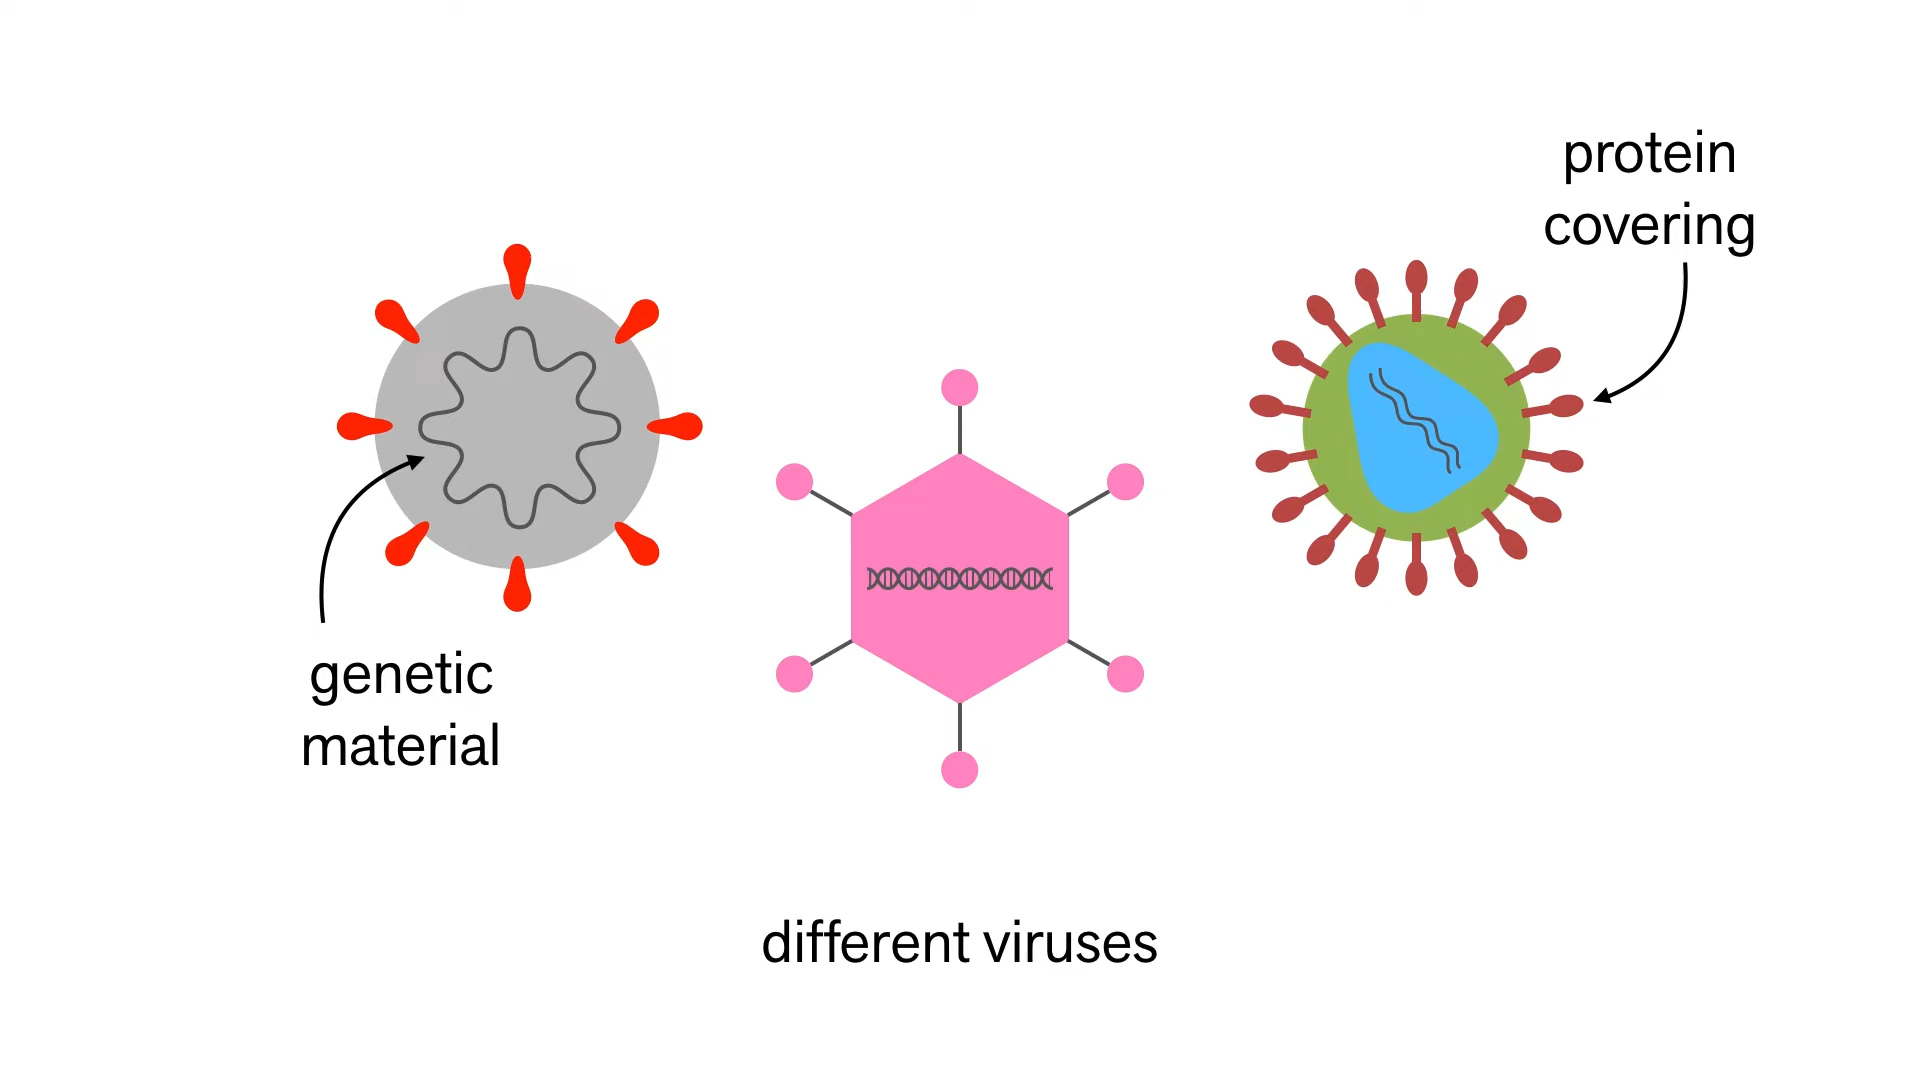 protein
covering
genetic
material
different viruses